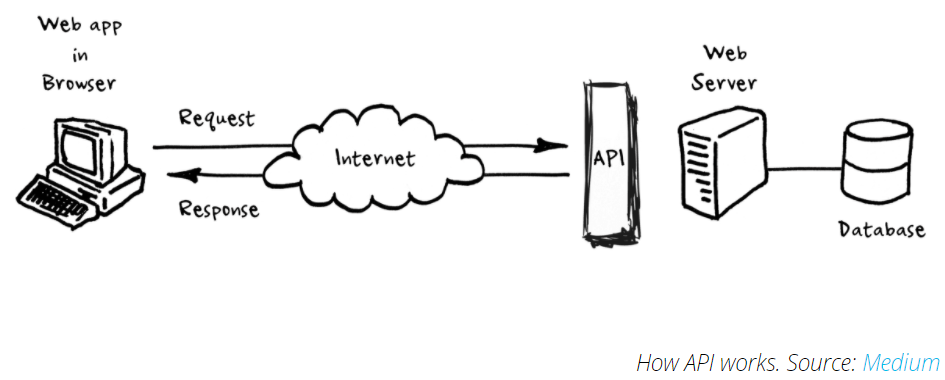 Web app
in
Browser
Request
Internet
Response
API
Web
Server
Database
How API works. Source: Medium